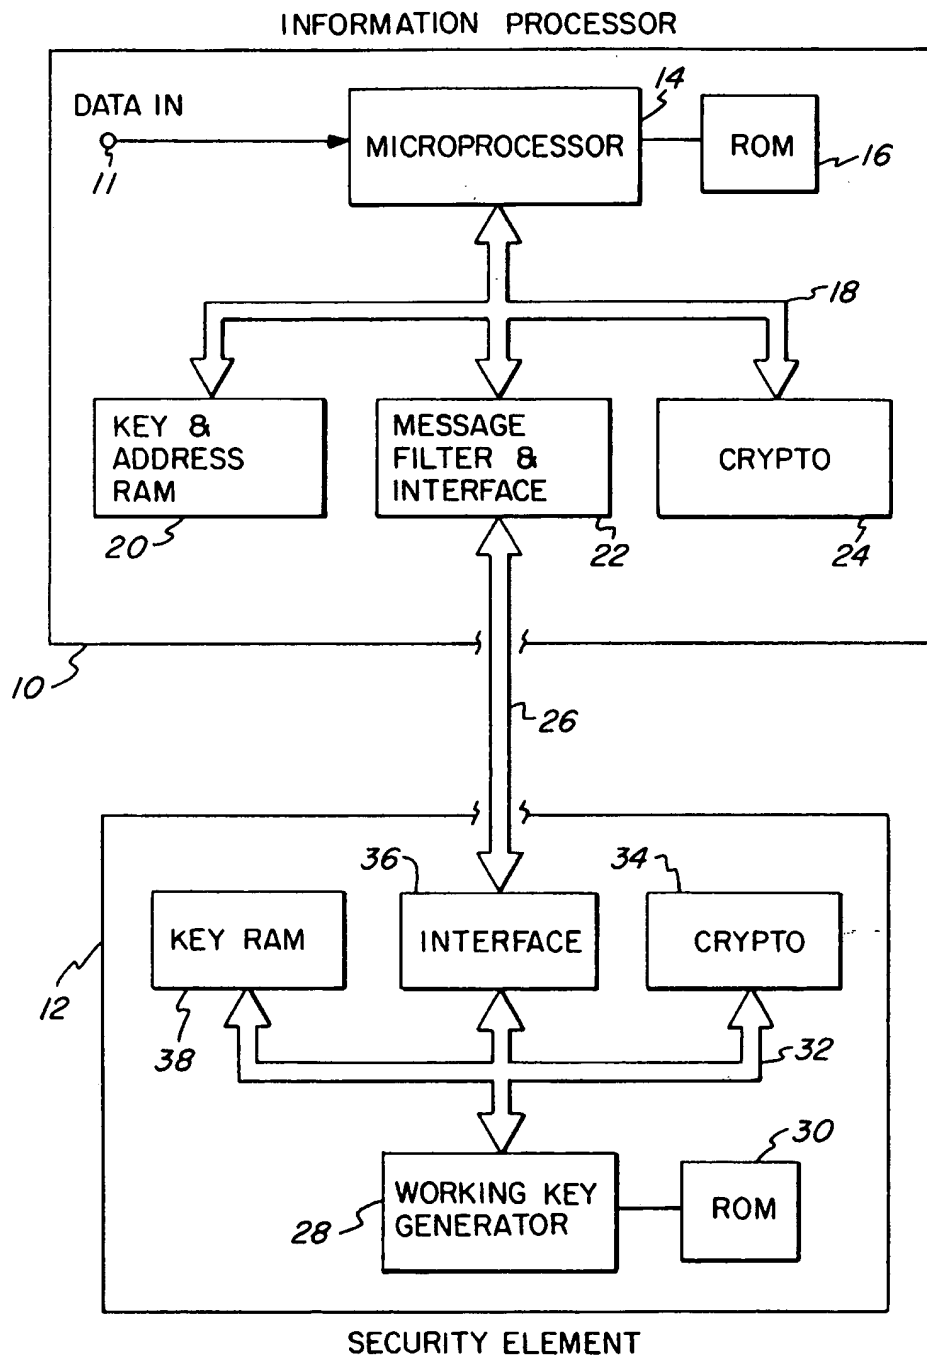 INFORMATION PROCESSOR
DATA IN
11
MICROPROCESSOR
14
ROM
16
18
KEY &
ADDRESS
RAM
20
MESSAGE
FILTER &
INTERFACE
22
CRYPTO
24
10
26
12
KEY RAM
38
36
INTERFACE
34
CRYPTO
32
WORKING KEY
GENERATOR
28
30
ROM
SECURITY ELEMENT